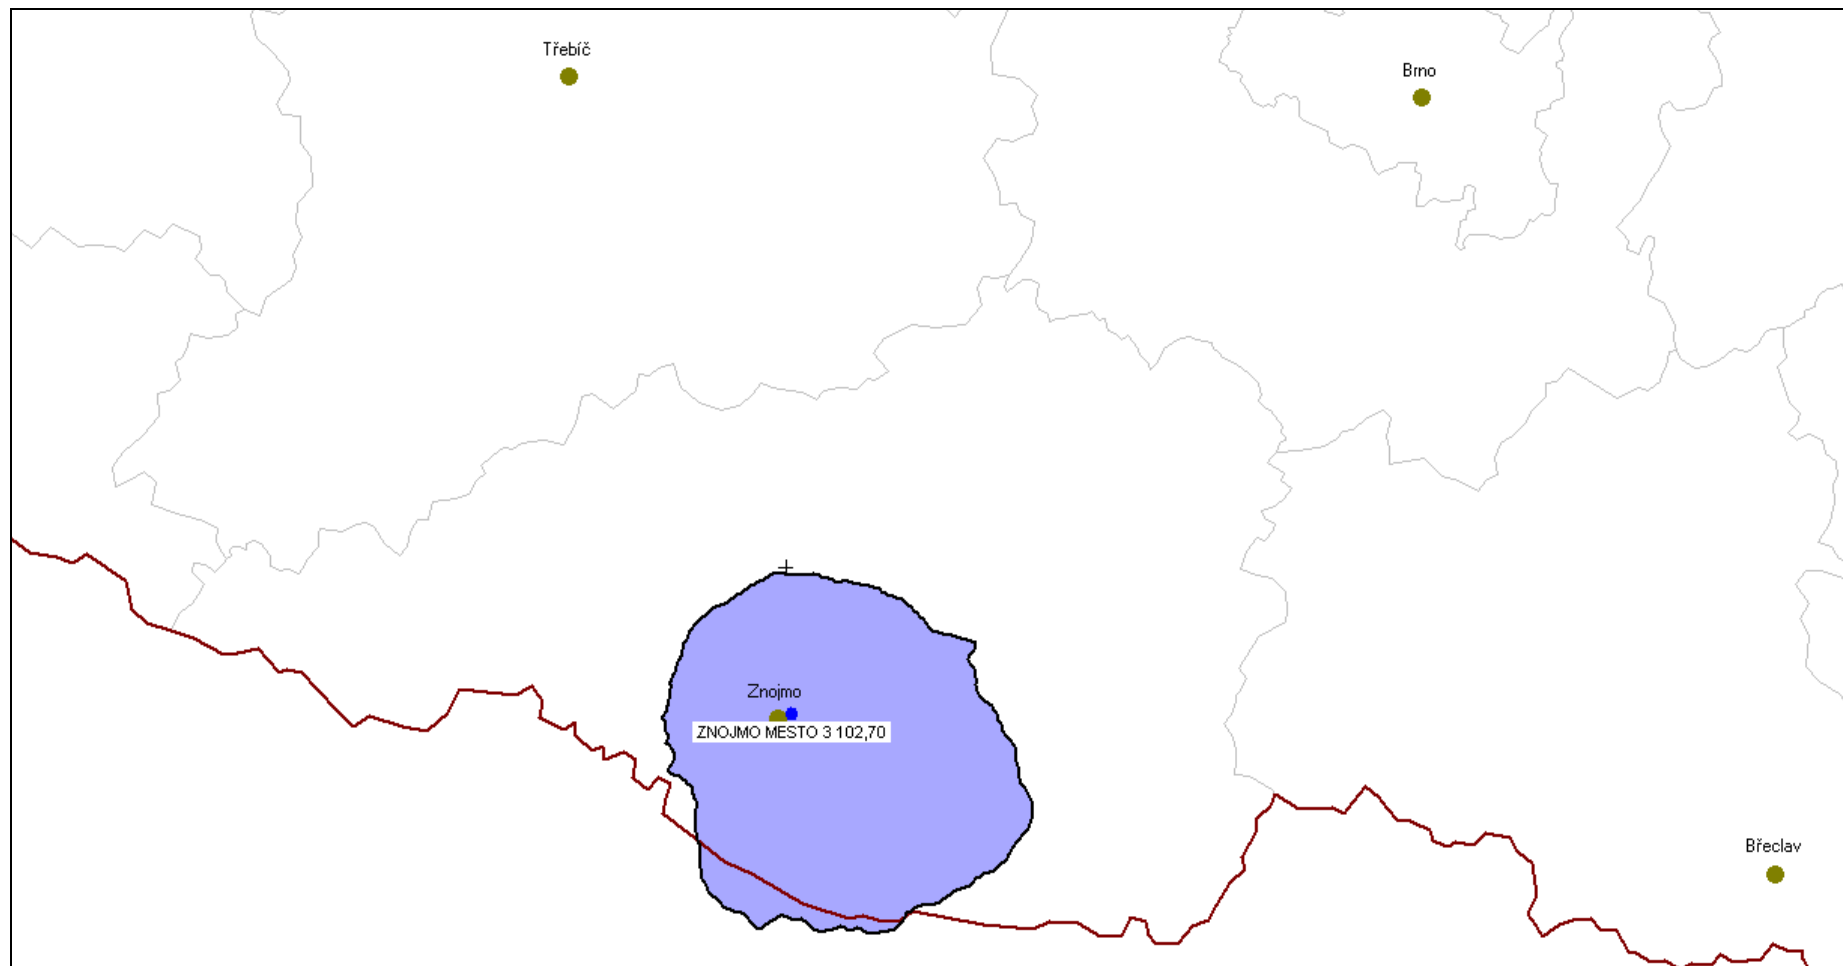 Třebíč
Brno
Znojmo
ZNOJMO MESTO 3 102,70
Břeclav